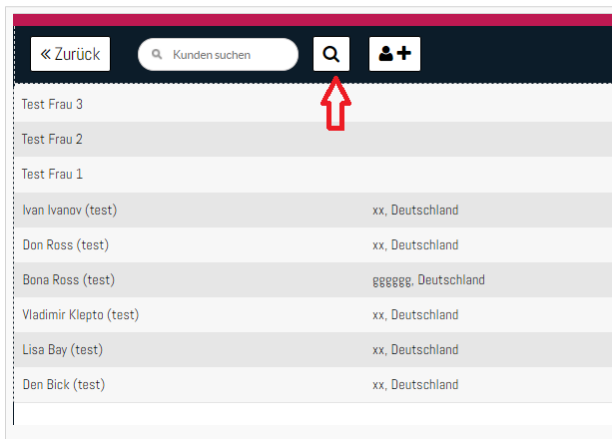 « Zurück Kunden suchen
Test Frau 3
Test Frau 2
Test Frau 1
Ivan Ivanov (test) xx, Deutschland
Don Ross (test) xx, Deutschland
Bona Ross (test) gggggg, Deutschland
Vladimir Klepto (test) xx, Deutschland
Lisa Bay (test) xx, Deutschland
Den Bick (test) xx, Deutschland